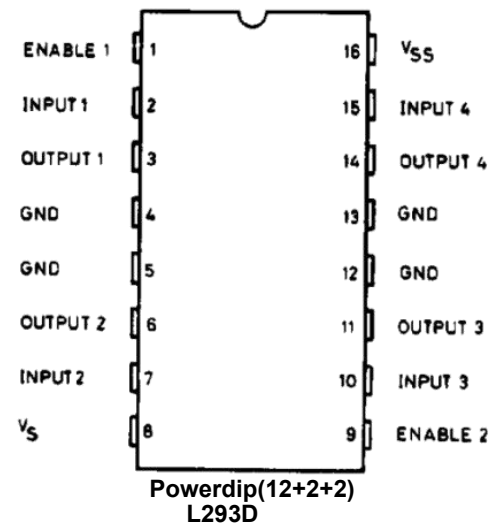 ENABLE 1 1 16 VSS
INPUT 1 2 15 INPUT 4
OUTPUT 1 3 14 OUTPUT 4
GND 4 13 GND
GND 5 12 GND
OUTPUT 2 6 11 OUTPUT 3
INPUT 2 7 10 INPUT 3
VS 8 9 ENABLE 2
Powerdip(12+2+2)
L293D